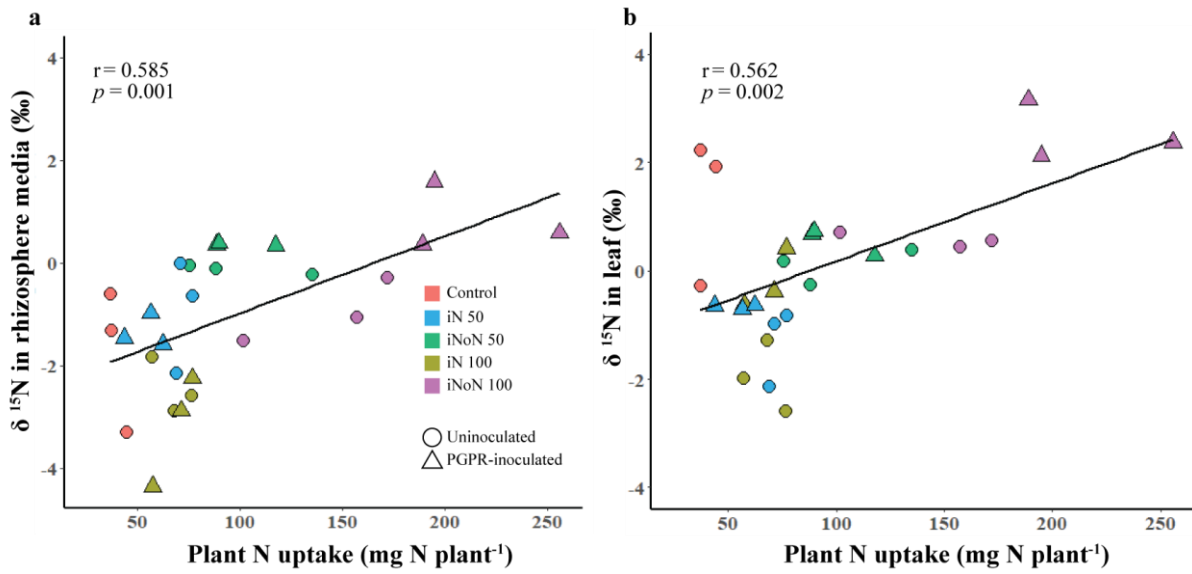 a
r = 0.585
p = 0.001
δ ¹⁵N in rhizosphere media (‰)
4
2
0
-2
-4
Control
iN 50
iNoN 50
iN 100
iNoN 100
Uninoculated
PGPR-inoculated
50
100
150
200
250
Plant N uptake (mg N plant⁻¹)
b
r = 0.562
p = 0.002
δ ¹⁵N in leaf (‰)
4
2
0
-2
-4
50
100
150
200
250
Plant N uptake (mg N plant⁻¹)